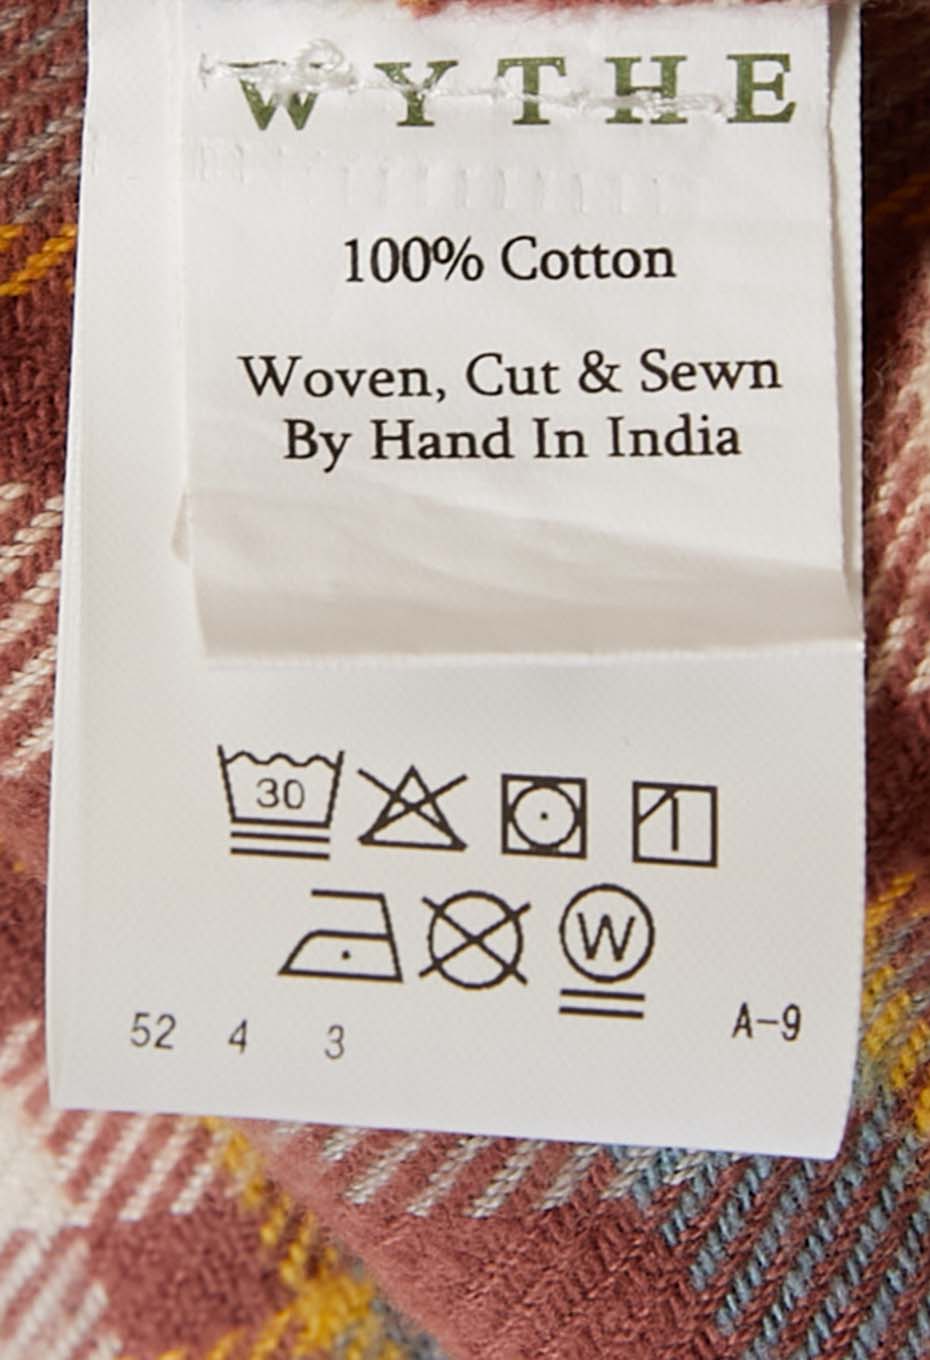 WYTHE
100% Cotton
Woven, Cut & Sewn
By Hand In India
30
W
52 4 3 A-9